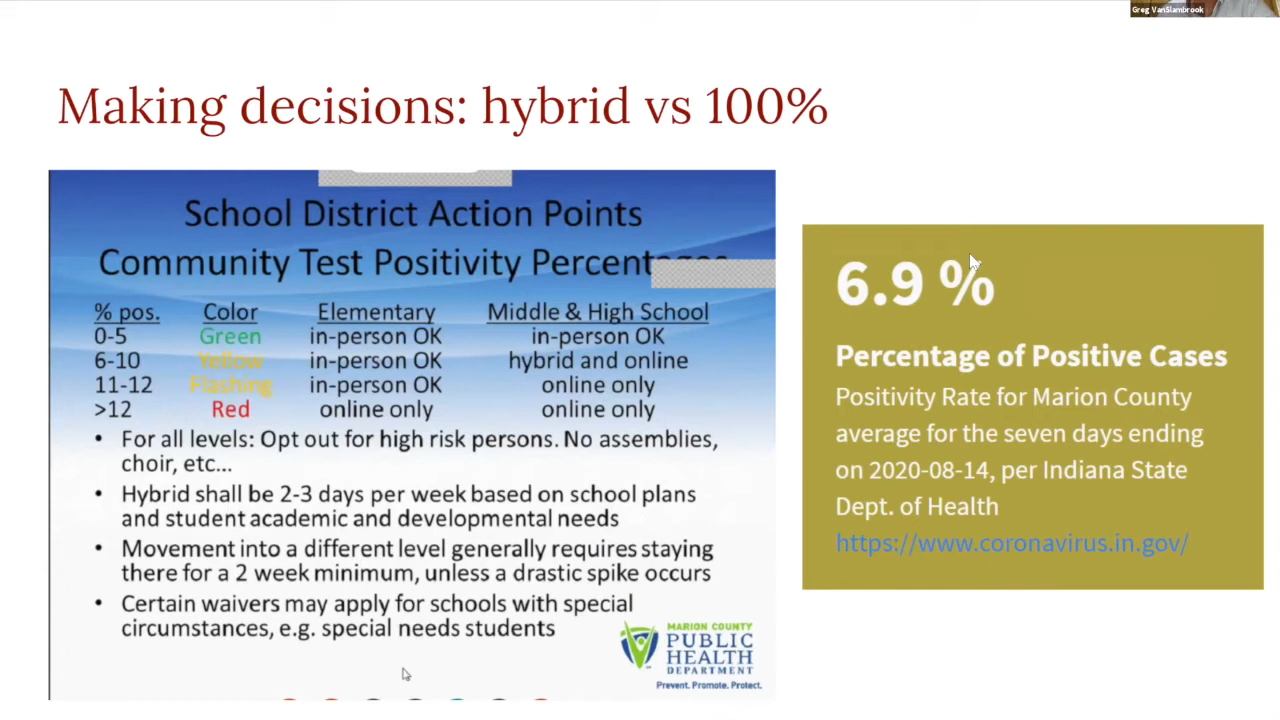 Greg VanSlambrook
Making decisions: hybrid vs 100%
School District Action Points
Community Test Positivity Percentages
% pos. Color Elementary Middle & High School
0-5 Green in-person OK in-person OK
6-10 Yellow in-person OK hybrid and online
11-12 Flashing in-person OK online only
>12 Red online only online only
• For all levels: Opt out for high risk persons. No assemblies,
choir, etc...
• Hybrid shall be 2-3 days per week based on school plans
and student academic and developmental needs
• Movement into a different level generally requires staying
there for a 2 week minimum, unless a drastic spike occurs
• Certain waivers may apply for schools with special
circumstances, e.g. special needs students
MARION COUNTY
PUBLIC
HEALTH
DEPARTMENT
Prevent. Promote. Protect.
6.9 %
Percentage of Positive Cases
Positivity Rate for Marion County
average for the seven days ending
on 2020-08-14, per Indiana State
Dept. of Health
https://www.coronavirus.in.gov/